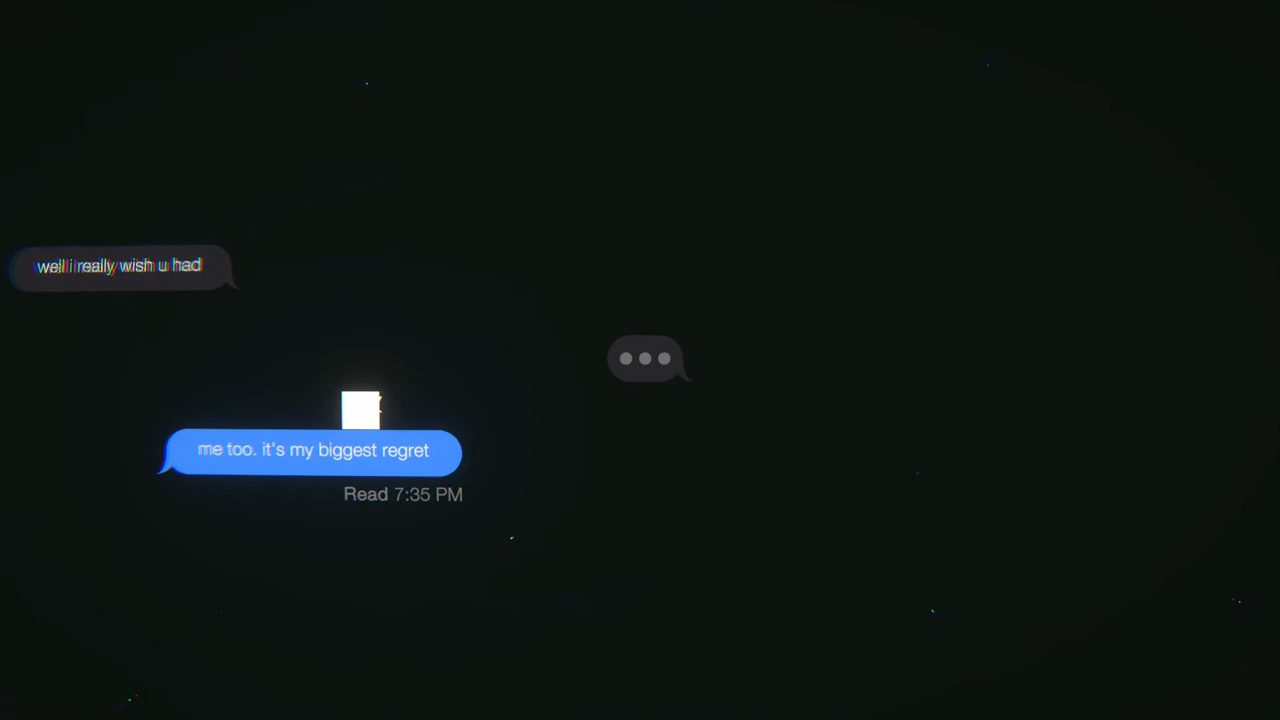 well i really wish u had
me too. it's my biggest regret
Read 7:35 PM